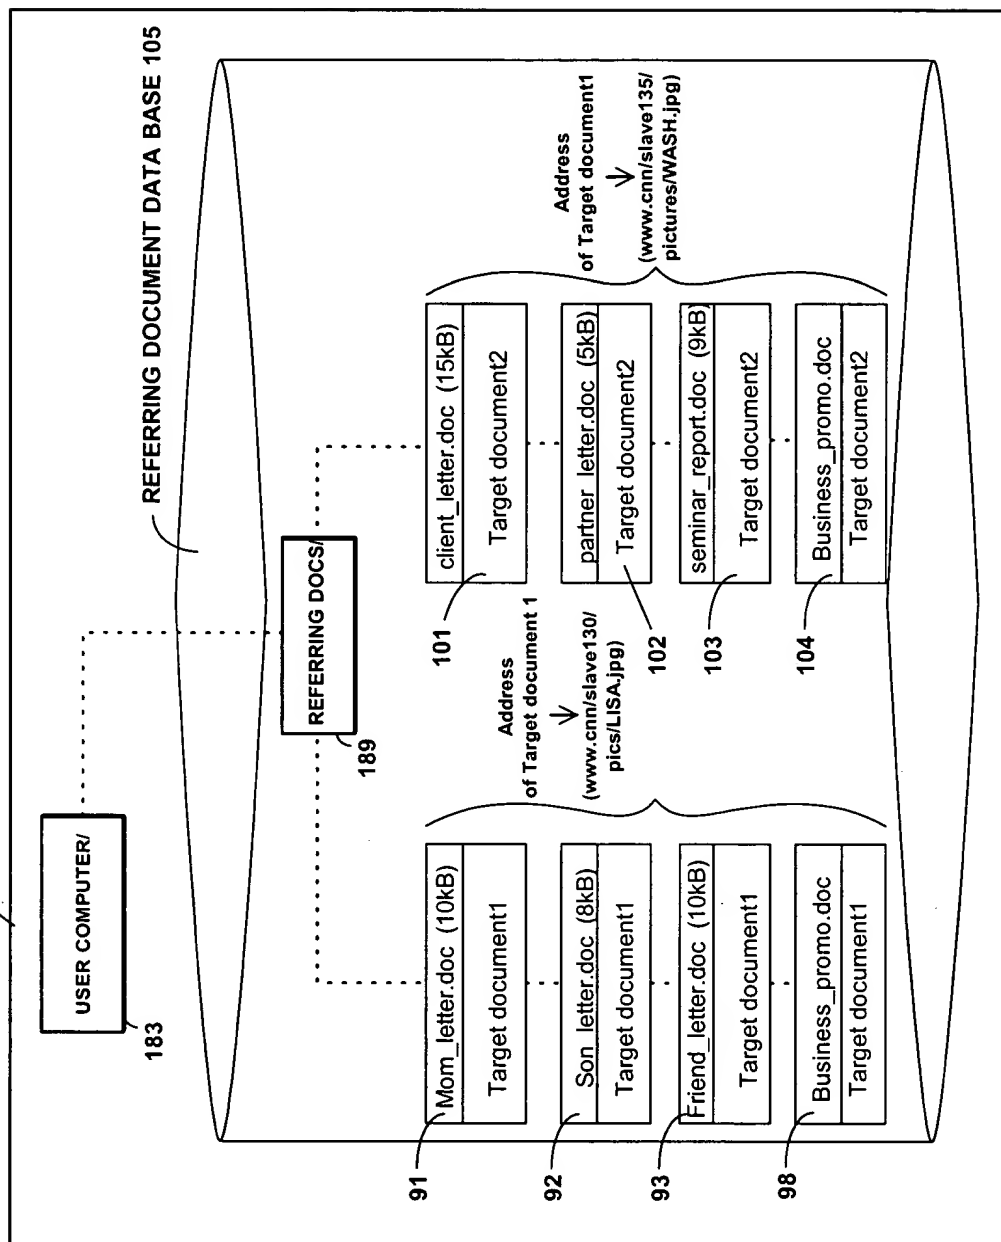 USER COMPUTER/
183
REFERRING DOCUMENT DATA BASE 105
REFERRING DOCS/
189
91
Mom_letter.doc (10kB)
Target document1
92
Son_letter.doc (8kB)
Target document1
93
Friend_letter.doc (10kB)
Target document1
98
Business_promo.doc
Target document1
Address
of Target document 1
(www.cnn/slave130/
pics/LISA.jpg)
101
client_letter.doc (15kB)
Target document2
102
partner_letter.doc (5kB)
Target document2
103
seminar_report.doc (9kB)
Target document2
104
Business_promo.doc
Target document2
Address
of Target document1
(www.cnn/slave135/
pictures/WASH.jpg)